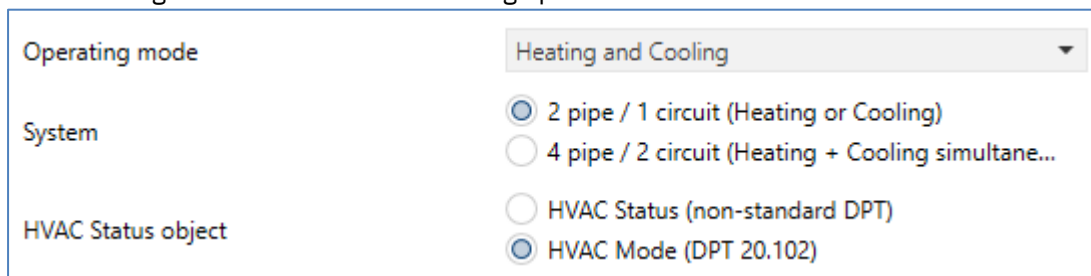 Operating mode
Heating and Cooling
System
2 pipe / 1 circuit (Heating or Cooling)
4 pipe / 2 circuit (Heating + Cooling simultane...
HVAC Status object
HVAC Status (non-standard DPT)
HVAC Mode (DPT 20.102)